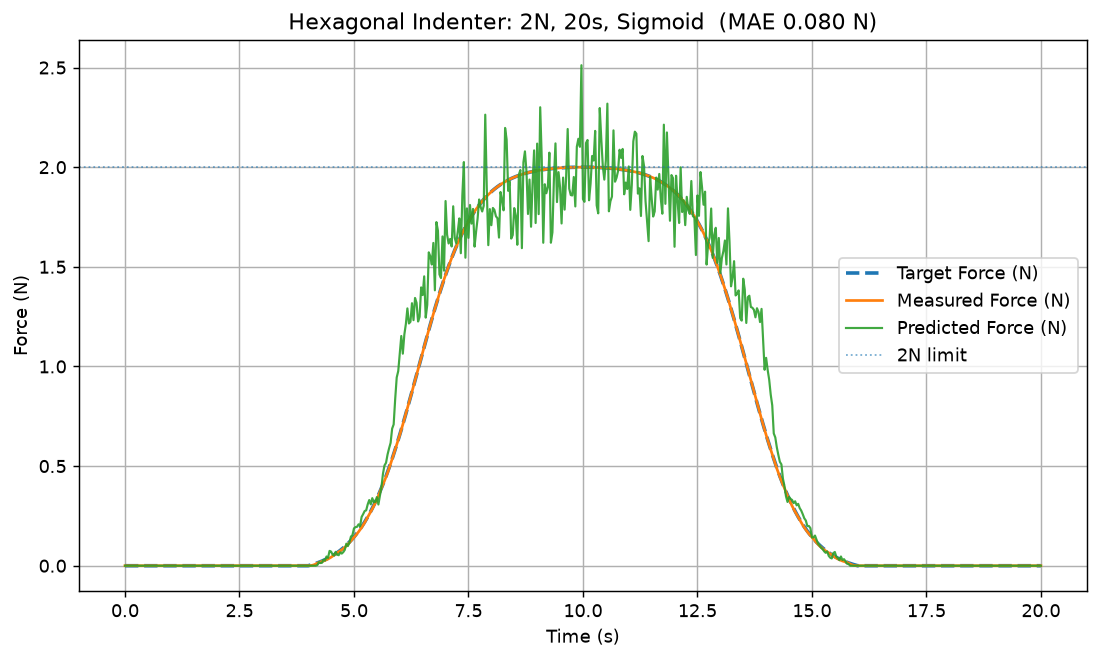 Hexagonal Indenter: 2N, 20s, Sigmoid (MAE 0.080 N)
Force (N)
2.5
2.0
1.5
1.0
0.5
0.0
Target Force (N)
Measured Force (N)
Predicted Force (N)
2N limit
0.0 2.5 5.0 7.5 10.0 12.5 15.0 17.5 20.0
Time (s)